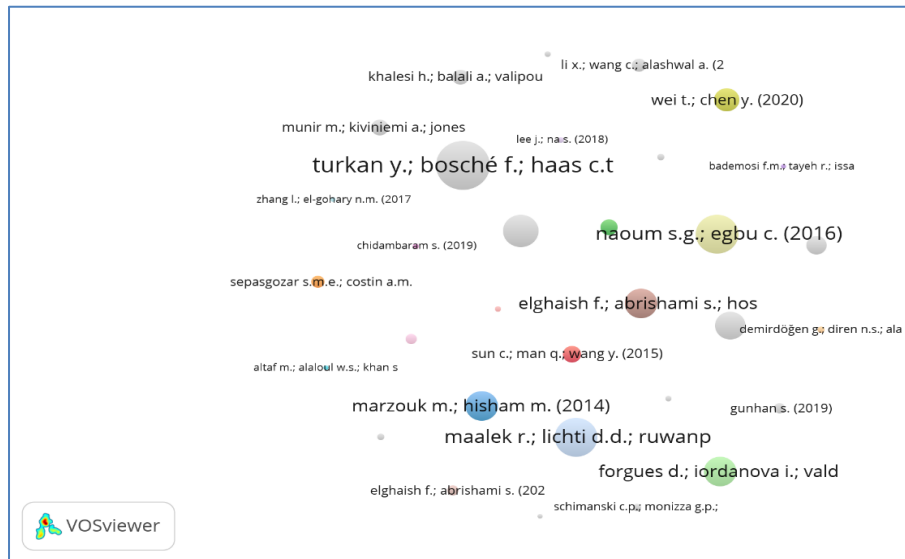 li x.; wang c.; alashwal a. (2
khalesi h.; balali a.; valipou
wei t.; chen y. (2020)
munir m.; kiviniemi a.; jones
lee j.; na s. (2018)
turkan y.; bosché f.; haas c.t
bademosi f.m.; tayeh r.; issa
zhang l.; el-gohary n.m. (2017
naoum s.g.; egbu c. (2016)
chidambaram s. (2019)
sepasgozar s.m.e.; costin a.m.
elghaish f.; abrishami s.; hos
demirdöğen g.; diren n.s.; ala
sun c.; man q.; wang y. (2015)
altaf m.; alaloul w.s.; khan s
marzouk m.; hisham m. (2014)
gunhan s. (2019)
maalek r.; lichti d.d.; ruwanp
forgues d.; iordanova i.; vald
elghaish f.; abrishami s. (202
schimanski c.p.; monizza g.p.;
VOSviewer